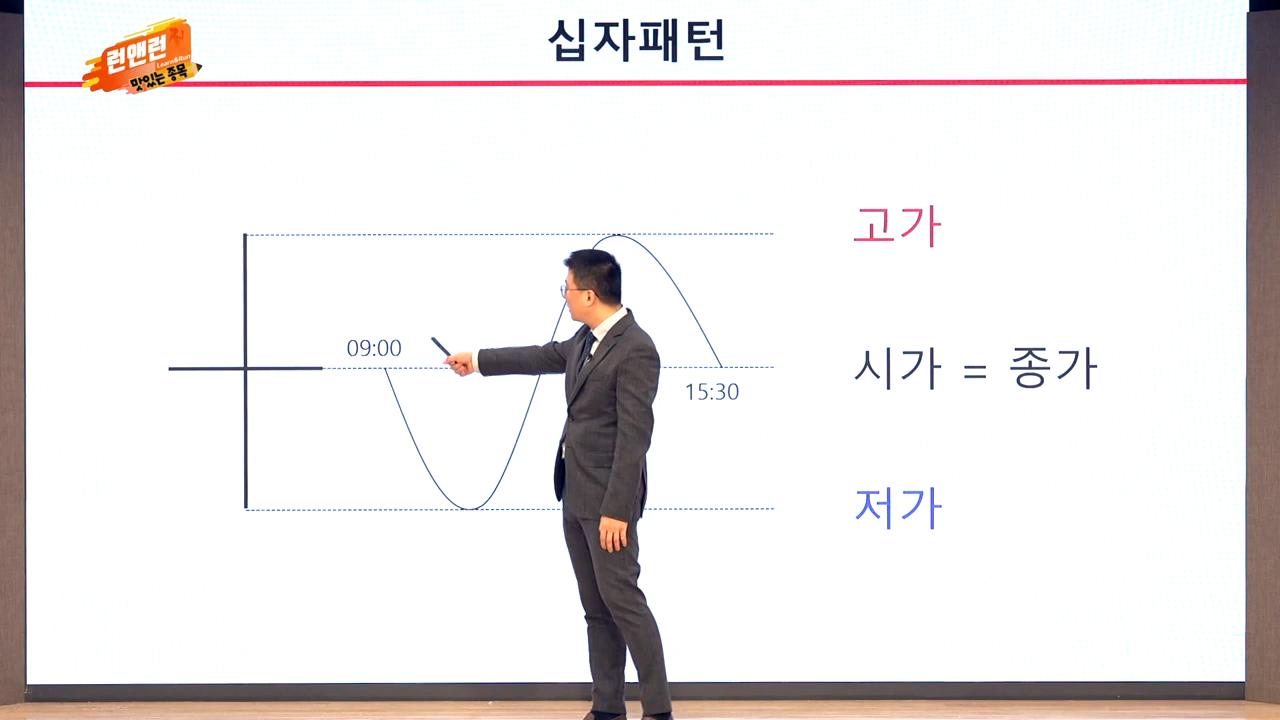 십자패턴
런앤런
Learn&Run
맛있는 종목
고가
09:00
시가 = 종가
15:30
저가